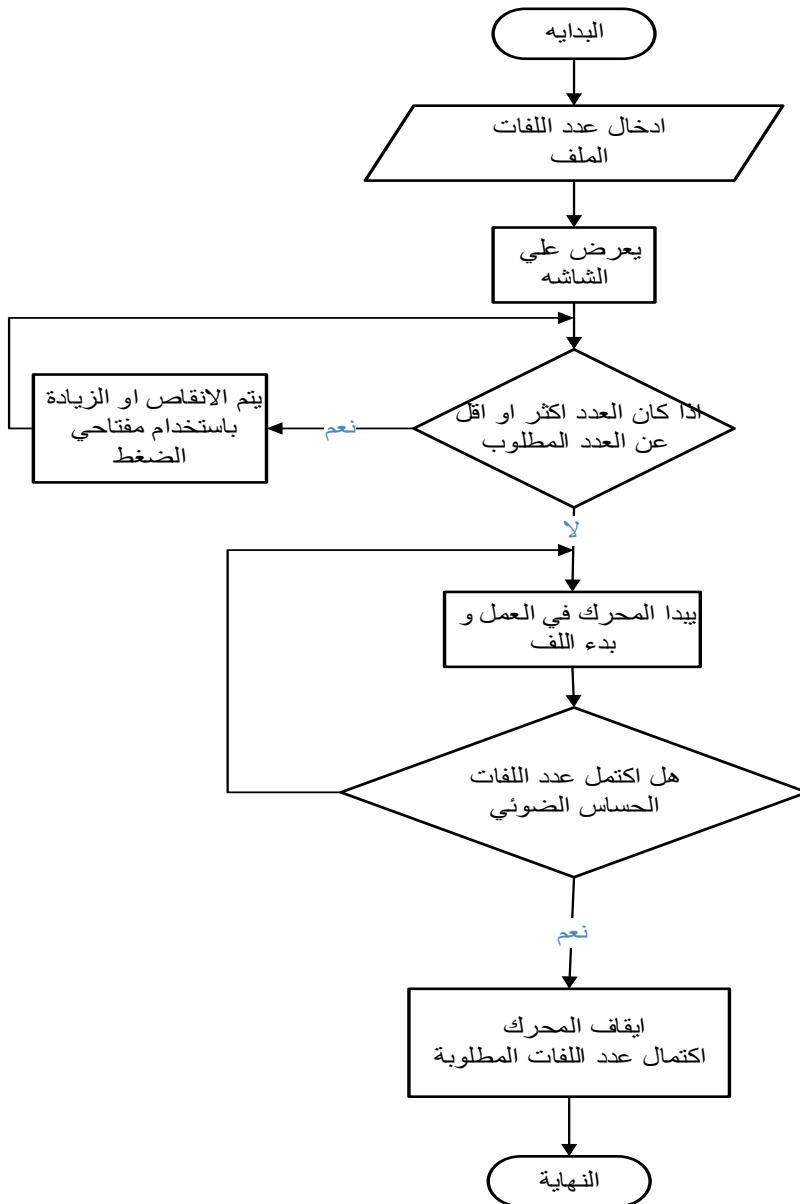 البدايه
ادخال عدد اللفات
الملف
يعرض علي
الشاشه
اذا كان العدد اكثر او اقل
عن العدد المطلوب
نعم
يتم الانقاص او الزيادة
باستخدام مفتاحي
الضغط
لا
يبدا المحرك في العمل و
بدء اللف
هل اكتمل عدد اللفات
الحساس الضوئي
نعم
ايقاف المحرك
اكتمال عدد اللفات المطلوبة
النهاية